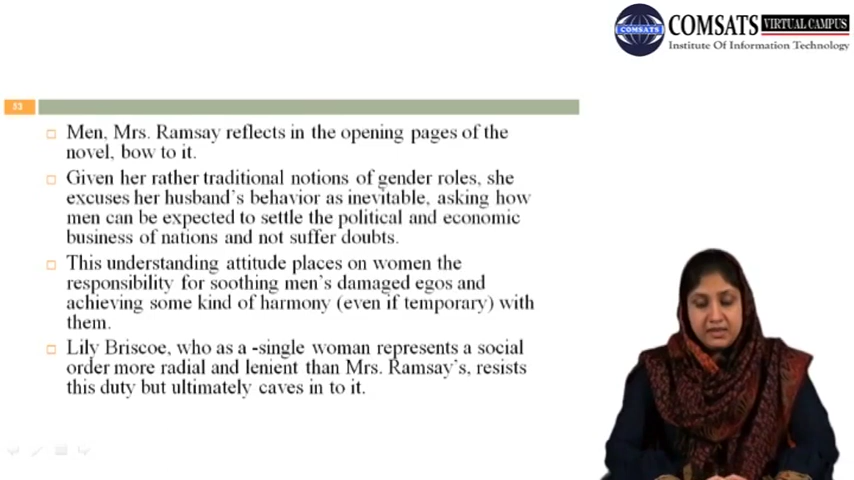 COMSATS
COMSATS VIRTUAL CAMPUS
Institute Of Information Technology
53
Men, Mrs. Ramsay reflects in the opening pages of the
novel, bow to it.
Given her rather traditional notions of gender roles, she
excuses her husband's behavior as inevitable, asking how
men can be expected to settle the political and economic
business of nations and not suffer doubts.
This understanding attitude places on women the
responsibility for soothing men's damaged egos and
achieving some kind of harmony (even if temporary) with
them.
Lily Briscoe, who as a -single woman represents a social
order more radial and lenient than Mrs. Ramsay's, resists
this duty but ultimately caves in to it.